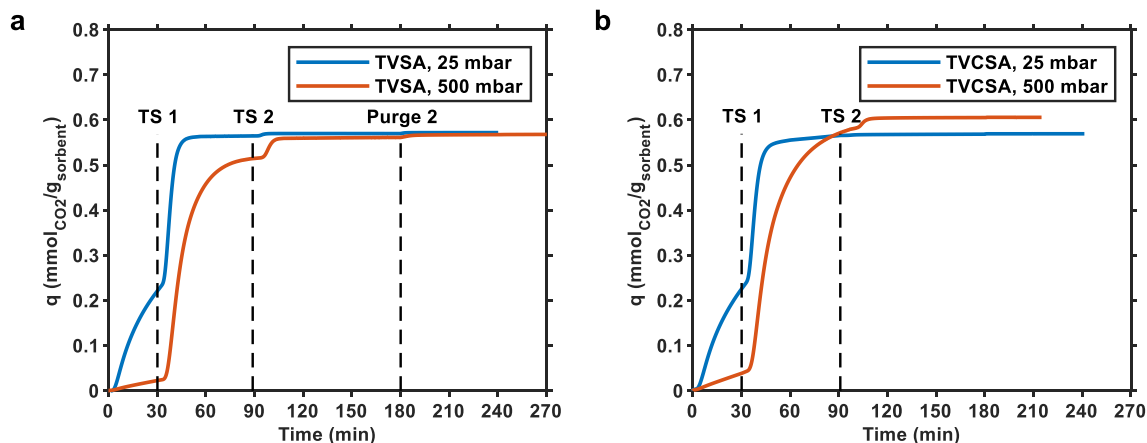 a
0.8
0.7
0.6
0.5
0.4
0.3
0.2
0.1
0
q (mmol_CO2/g_sorbent)
TVSA, 25 mbar
TVSA, 500 mbar
TS 1
TS 2
Purge 2
0 30 60 90 120 150 180 210 240 270
Time (min)
b
0.8
0.7
0.6
0.5
0.4
0.3
0.2
0.1
0
q (mmol_CO2/g_sorbent)
TVCSA, 25 mbar
TVCSA, 500 mbar
TS 1
TS 2
0 30 60 90 120 150 180 210 240 270
Time (min)